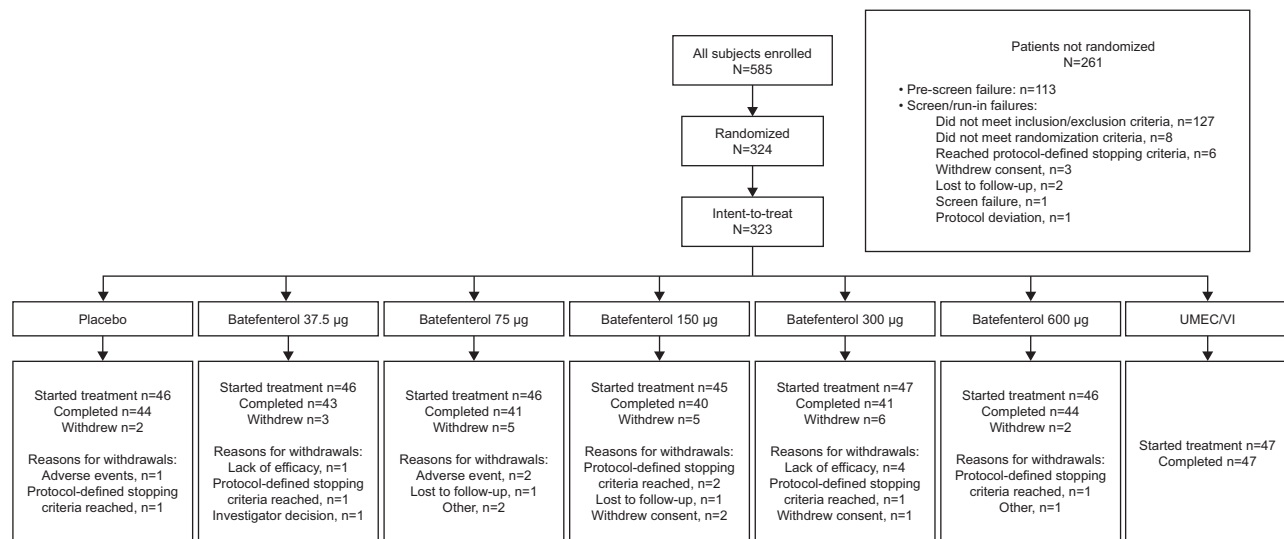 All subjects enrolled
N=585
Randomized
N=324
Intent-to-treat
N=323
Patients not randomized
N=261
• Pre-screen failure: n=113
• Screen/run-in failures:
Did not meet inclusion/exclusion criteria, n=127
Did not meet randomization criteria, n=8
Reached protocol-defined stopping criteria, n=6
Withdrew consent, n=3
Lost to follow-up, n=2
Screen failure, n=1
Protocol deviation, n=1
Placebo
Started treatment n=46
Completed n=44
Withdrew n=2
Reasons for withdrawals:
Adverse events, n=1
Protocol-defined stopping
criteria reached, n=1
Batefenterol 37.5 µg
Started treatment n=46
Completed n=43
Withdrew n=3
Reasons for withdrawals:
Lack of efficacy, n=1
Protocol-defined stopping
criteria reached, n=1
Investigator decision, n=1
Batefenterol 75 µg
Started treatment n=46
Completed n=41
Withdrew n=5
Reasons for withdrawals:
Adverse event, n=2
Lost to follow-up, n=1
Other, n=2
Batefenterol 150 µg
Started treatment n=45
Completed n=40
Withdrew n=5
Reasons for withdrawals:
Protocol-defined stopping
criteria reached, n=2
Lost to follow-up, n=1
Withdrew consent, n=2
Batefenterol 300 µg
Started treatment n=47
Completed n=41
Withdrew n=6
Reasons for withdrawals:
Lack of efficacy, n=4
Protocol-defined stopping
criteria reached, n=1
Withdrew consent, n=1
Batefenterol 600 µg
Started treatment n=46
Completed n=44
Withdrew n=2
Reasons for withdrawals:
Protocol-defined stopping
criteria reached, n=1
Other, n=1
UMEC/VI
Started treatment n=47
Completed n=47